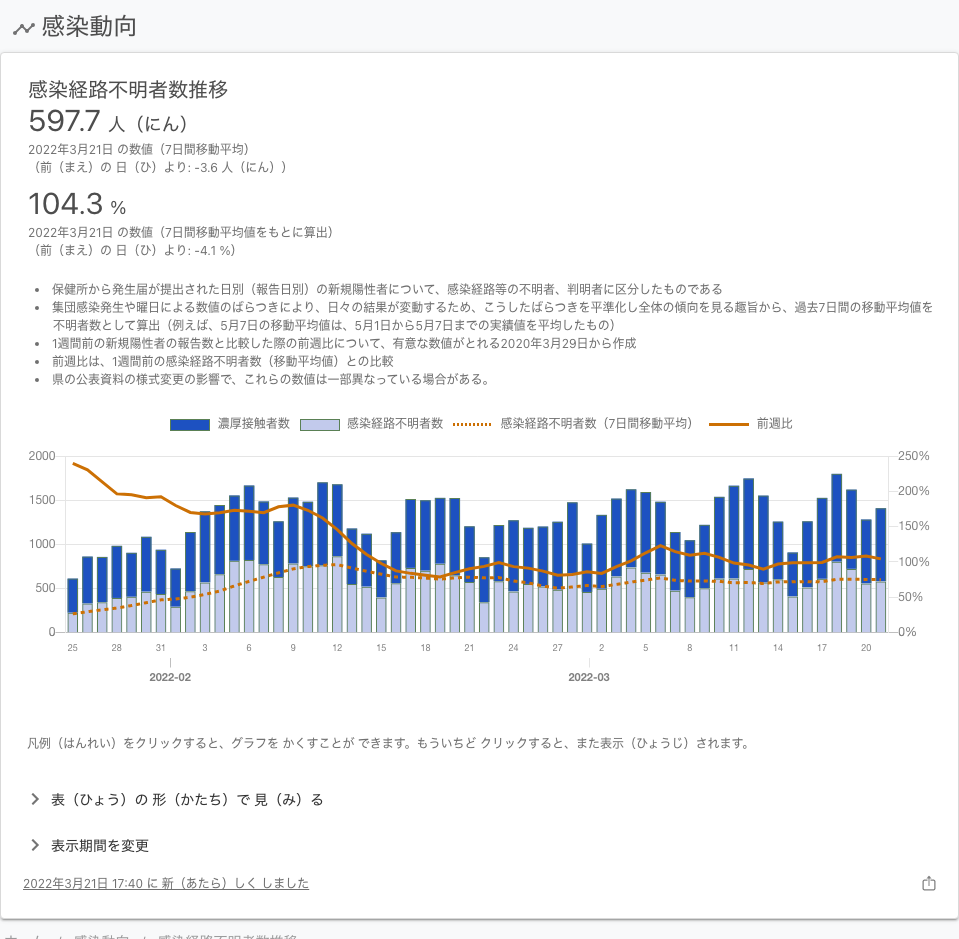 感染動向
感染経路不明者数推移
597.7 人（にん）
2022年3月21日 の数値（7日間移動平均）
（前（まえ）の 日（ひ）より: -3.6 人（にん））
104.3 %
2022年3月21日 の数値（7日間移動平均値をもとに算出）
（前（まえ）の 日（ひ）より: -4.1 %）
• 保健所から発生届が提出された日別（報告日別）の新規陽性者について、感染経路等の不明者、判明者に区分したものである
• 集団感染発生や曜日による数値のばらつきにより、日々の結果が変動するため、こうしたばらつきを平準化し全体の傾向を見る趣旨から、過去7日間の移動平均値を
不明者数として算出（例えば、5月7日の移動平均値は、5月1日から5月7日までの実績値を平均したもの）
• 1週間前の新規陽性者の報告数と比較した際の前週比について、有意な数値がとれる2020年3月29日から作成
• 前週比は、1週間前の感染経路不明者数（移動平均値）との比較
• 県の公表資料の様式変更の影響で、これらの数値は一部異なっている場合がある。
濃厚接触者数 感染経路不明者数 感染経路不明者数（7日間移動平均） 前週比
2000 250%
200%
1500
150%
1000
100%
500
50%
0 0%
25 28 31 3 6 9 12 15 18 21 24 27 2 5 8 11 14 17 20
2022-02 2022-03
凡例（はんれい）をクリックすると、グラフを かくすことが できます。もういちど クリックすると、また表示（ひょうじ）されます。
表（ひょう）の 形（かたち）で 見（み）る
表示期間を変更
2022年3月21日 17:40 に 新（あたら）しく しました